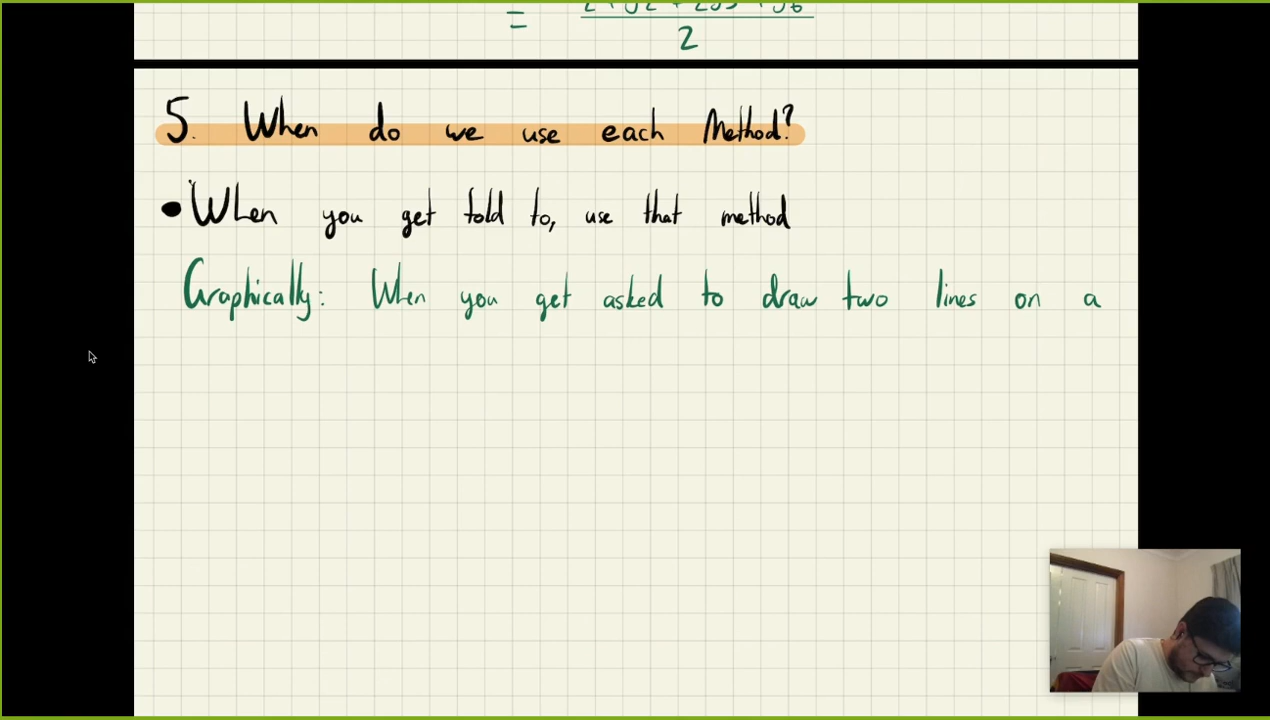 =
2
5. When do we use each Method?
• When you get told to, use that method
Graphically: When you get asked to draw two lines on a